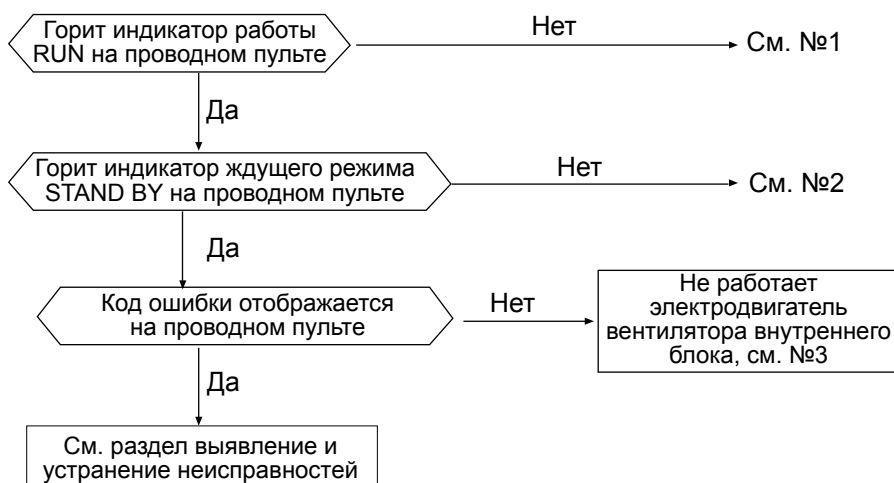 Горит индикатор работы
RUN на проводном пульте
Нет
См. №1
Да
Горит индикатор ждущего режима
STAND BY на проводном пульте
Нет
См. №2
Да
Код ошибки отображается
на проводном пульте
Нет
Не работает
электродвигатель
вентилятора внутреннего
блока, см. №3
Да
См. раздел выявление и
устранение неисправностей